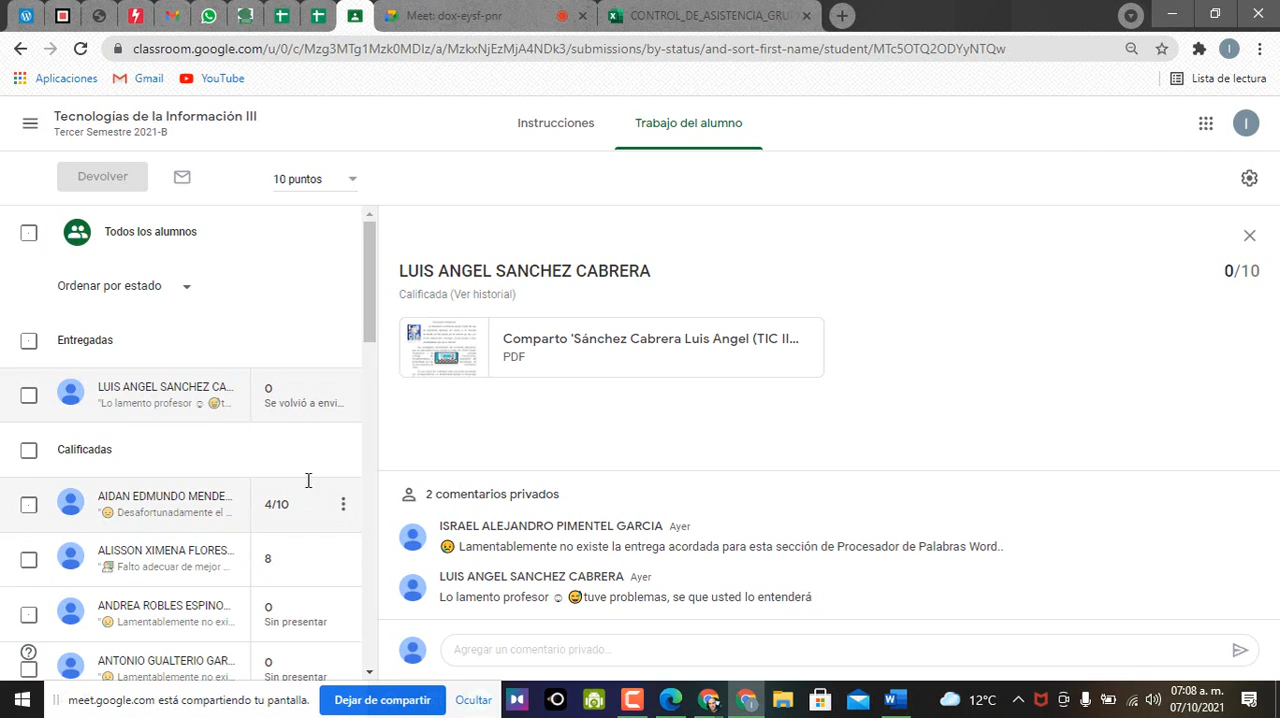 Meet: dox-eysf-pnr
CONTROL_DE_ASISTENCIA_GRU
classroom.google.com/u/0/c/Mzg3MTg1Mzk0MDIz/a/MzkxNjEzMjA4NDk3/submissions/by-status/and-sort-first-name/student/MTc5OTQ2ODYyNTQw
Aplicaciones
Gmail
YouTube
Lista de lectura
Tecnologías de la Información III
Tercer Semestre 2021-B
Instrucciones
Trabajo del alumno
I
Devolver
10 puntos
Todos los alumnos
Ordenar por estado
Entregadas
LUIS ANGEL SANCHEZ CA...
"Lo lamento profesor ☺ 😅t...
0
Se volvió a envi...
Calificadas
AIDAN EDMUNDO MENDE...
"😥 Desafortunadamente el ...
4/10
ALISSON XIMENA FLORES...
Falto adecuar de mejor ...
8
ANDREA ROBLES ESPINO...
"😥 Lamentablemente no exi...
0
Sin presentar
ANTONIO GUALTERIO GAR...
"😥 Lamentablemente no exi...
0
Sin presentar
LUIS ANGEL SANCHEZ CABRERA
0/10
Calificada (Ver historial)
Comparto 'Sánchez Cabrera Luis Angel (TIC II...
PDF
2 comentarios privados
ISRAEL ALEJANDRO PIMENTEL GARCIA Ayer
😥 Lamentablemente no existe la entrega acordada para esta sección de Procesador de Palabras Word..
LUIS ANGEL SANCHEZ CABRERA Ayer
Lo lamento profesor ☺ 😅tuve problemas, se que usted lo entenderá
Agregar un comentario privado...
meet.google.com está compartiendo tu pantalla.
Dejar de compartir
Ocultar
12°C
07:08 a. m.
07/10/2021